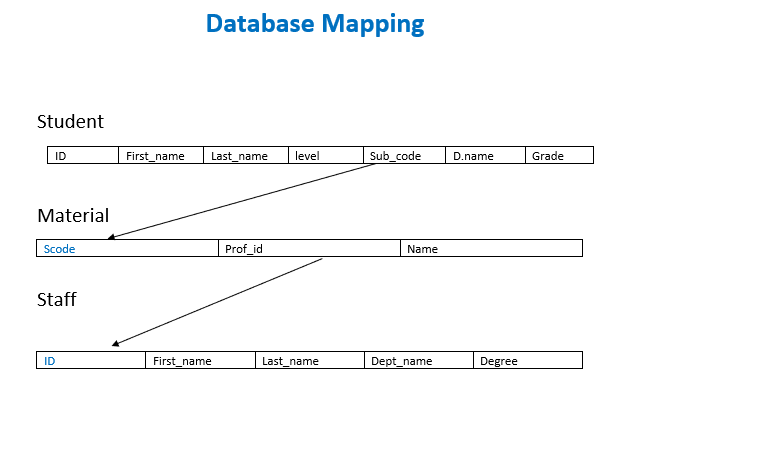 Database Mapping
Student
ID First_name Last_name level Sub_code D.name Grade
Material
Scode Prof_id Name
Staff
ID First_name Last_name Dept_name Degree